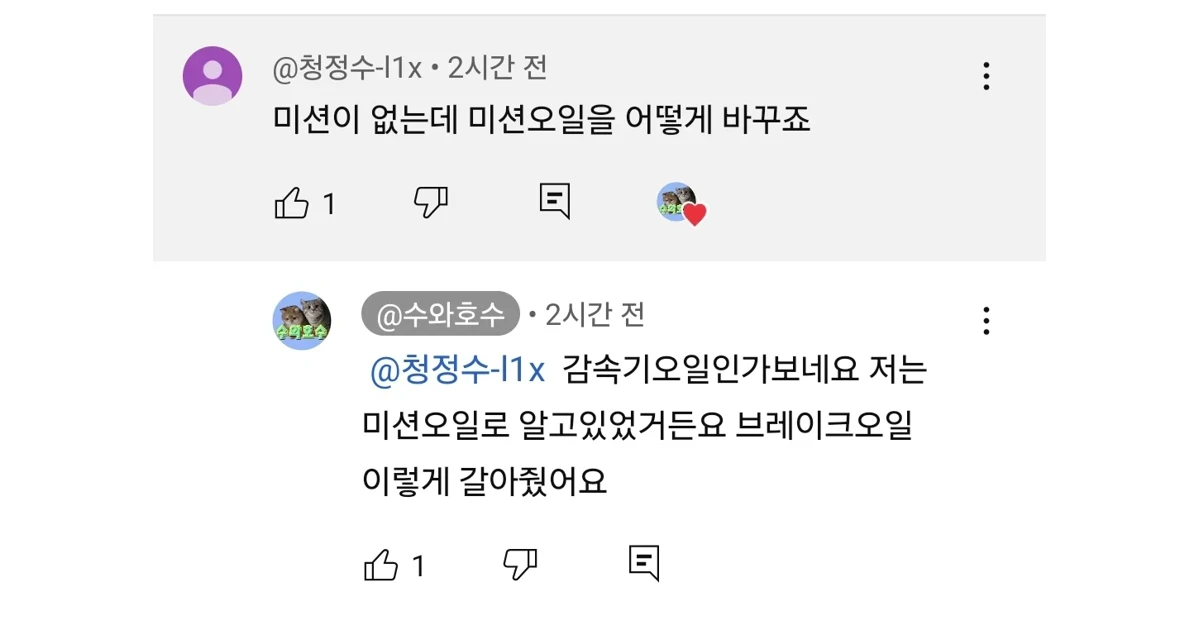 @청정수-l1x • 2시간 전
미션이 없는데 미션오일을 어떻게 바꾸죠
1
수와호수
@수와호수 • 2시간 전
@청정수-l1x 감속기오일인가보네요 저는
미션오일로 알고있었거든요 브레이크오일
이렇게 갈아줬어요
1